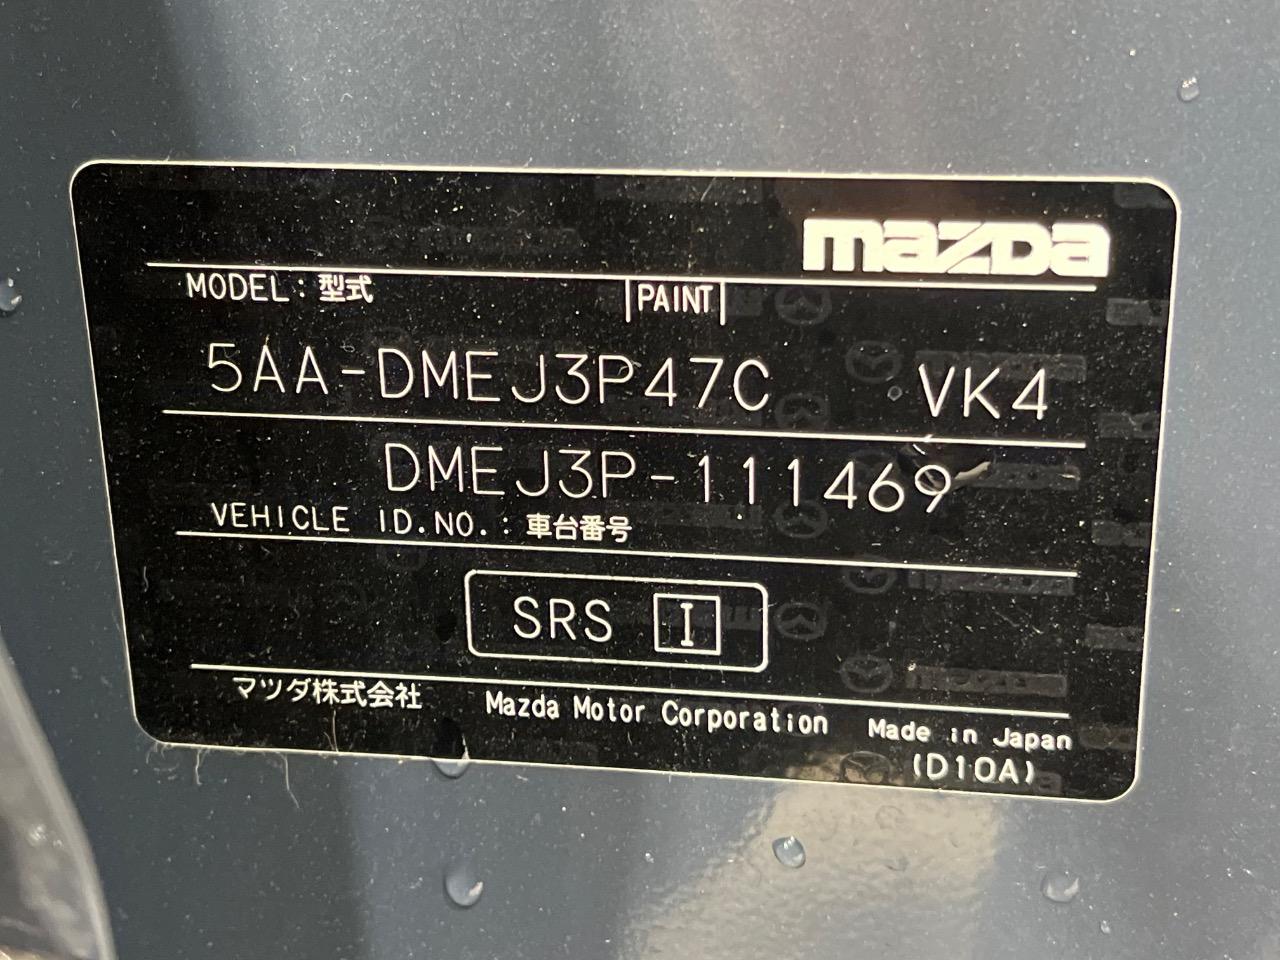 mazda
MODEL: 型式 PAINT
5AA-DMEJ3P47C VK4
DMEJ3P-111469
VEHICLE ID.NO.: 車台番号
SRS I
マツダ株式会社 Mazda Motor Corporation Made in Japan
(D10A)